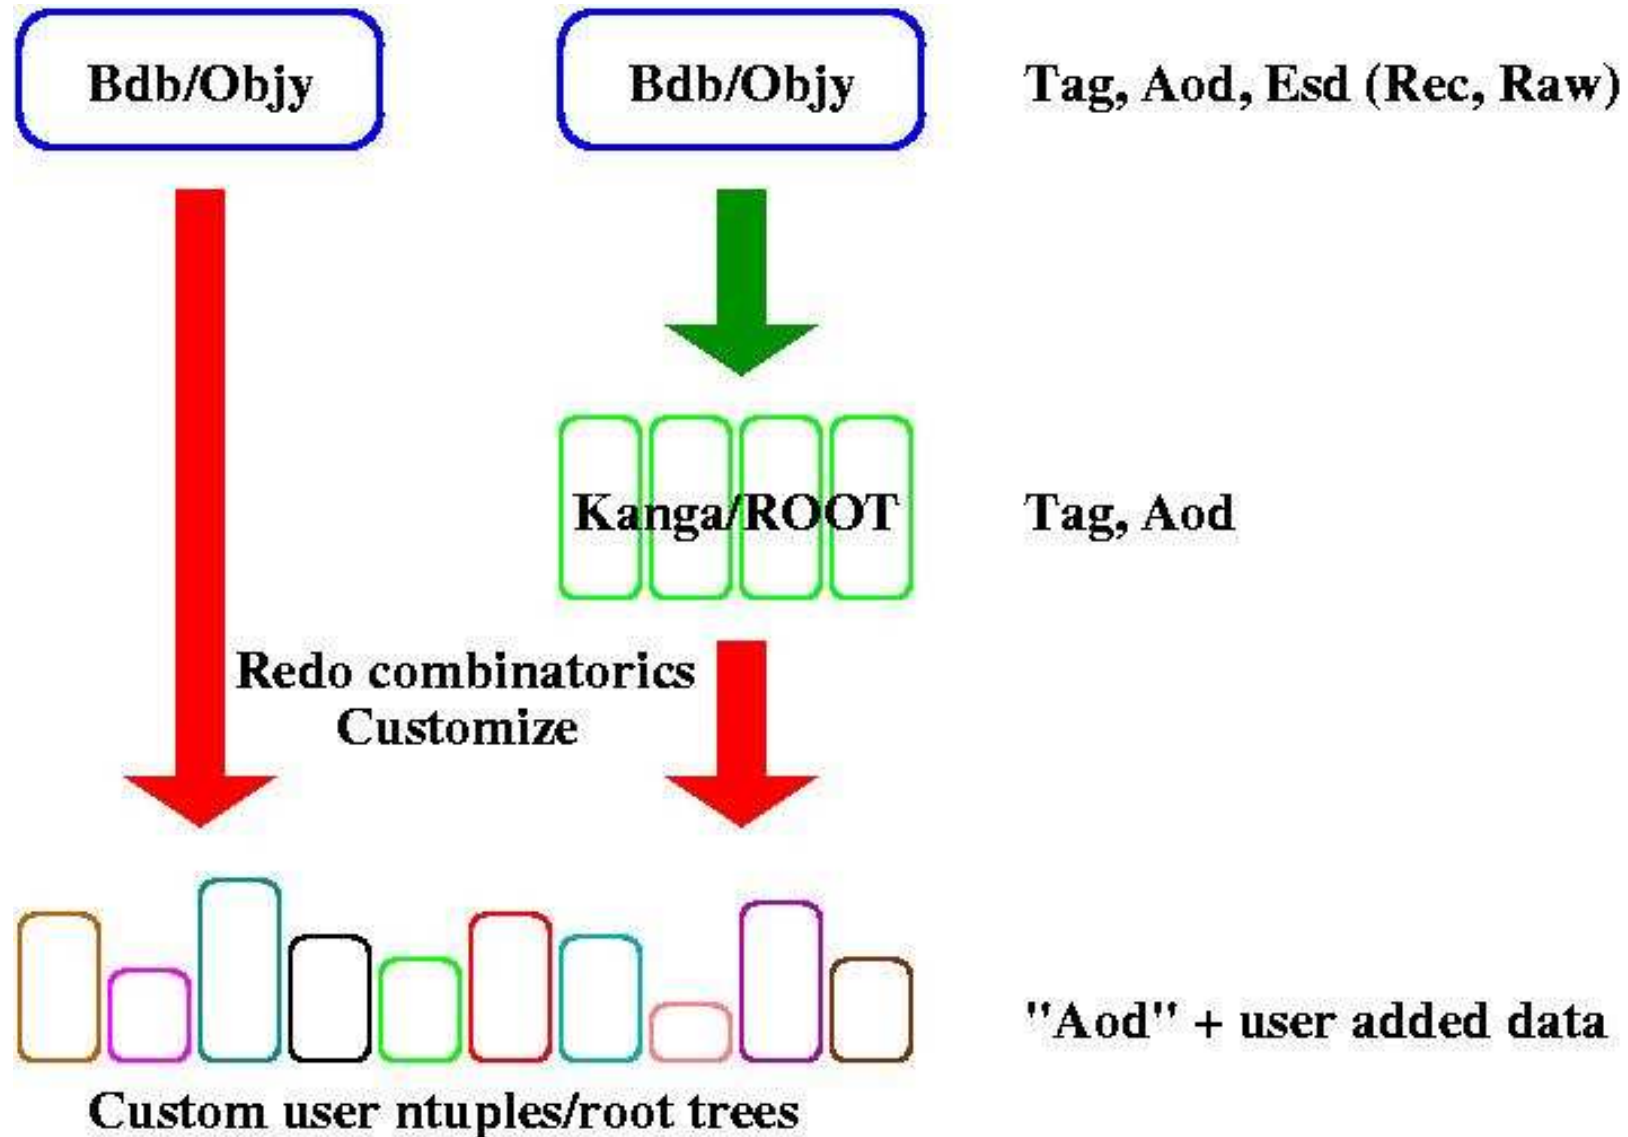 Bdb/Objy
Bdb/Objy
Tag, Aod, Esd (Rec, Raw)
Kanga/ROOT
Tag, Aod
Redo combinatorics
Customize
"Aod" + user added data
Custom user ntuples/root trees